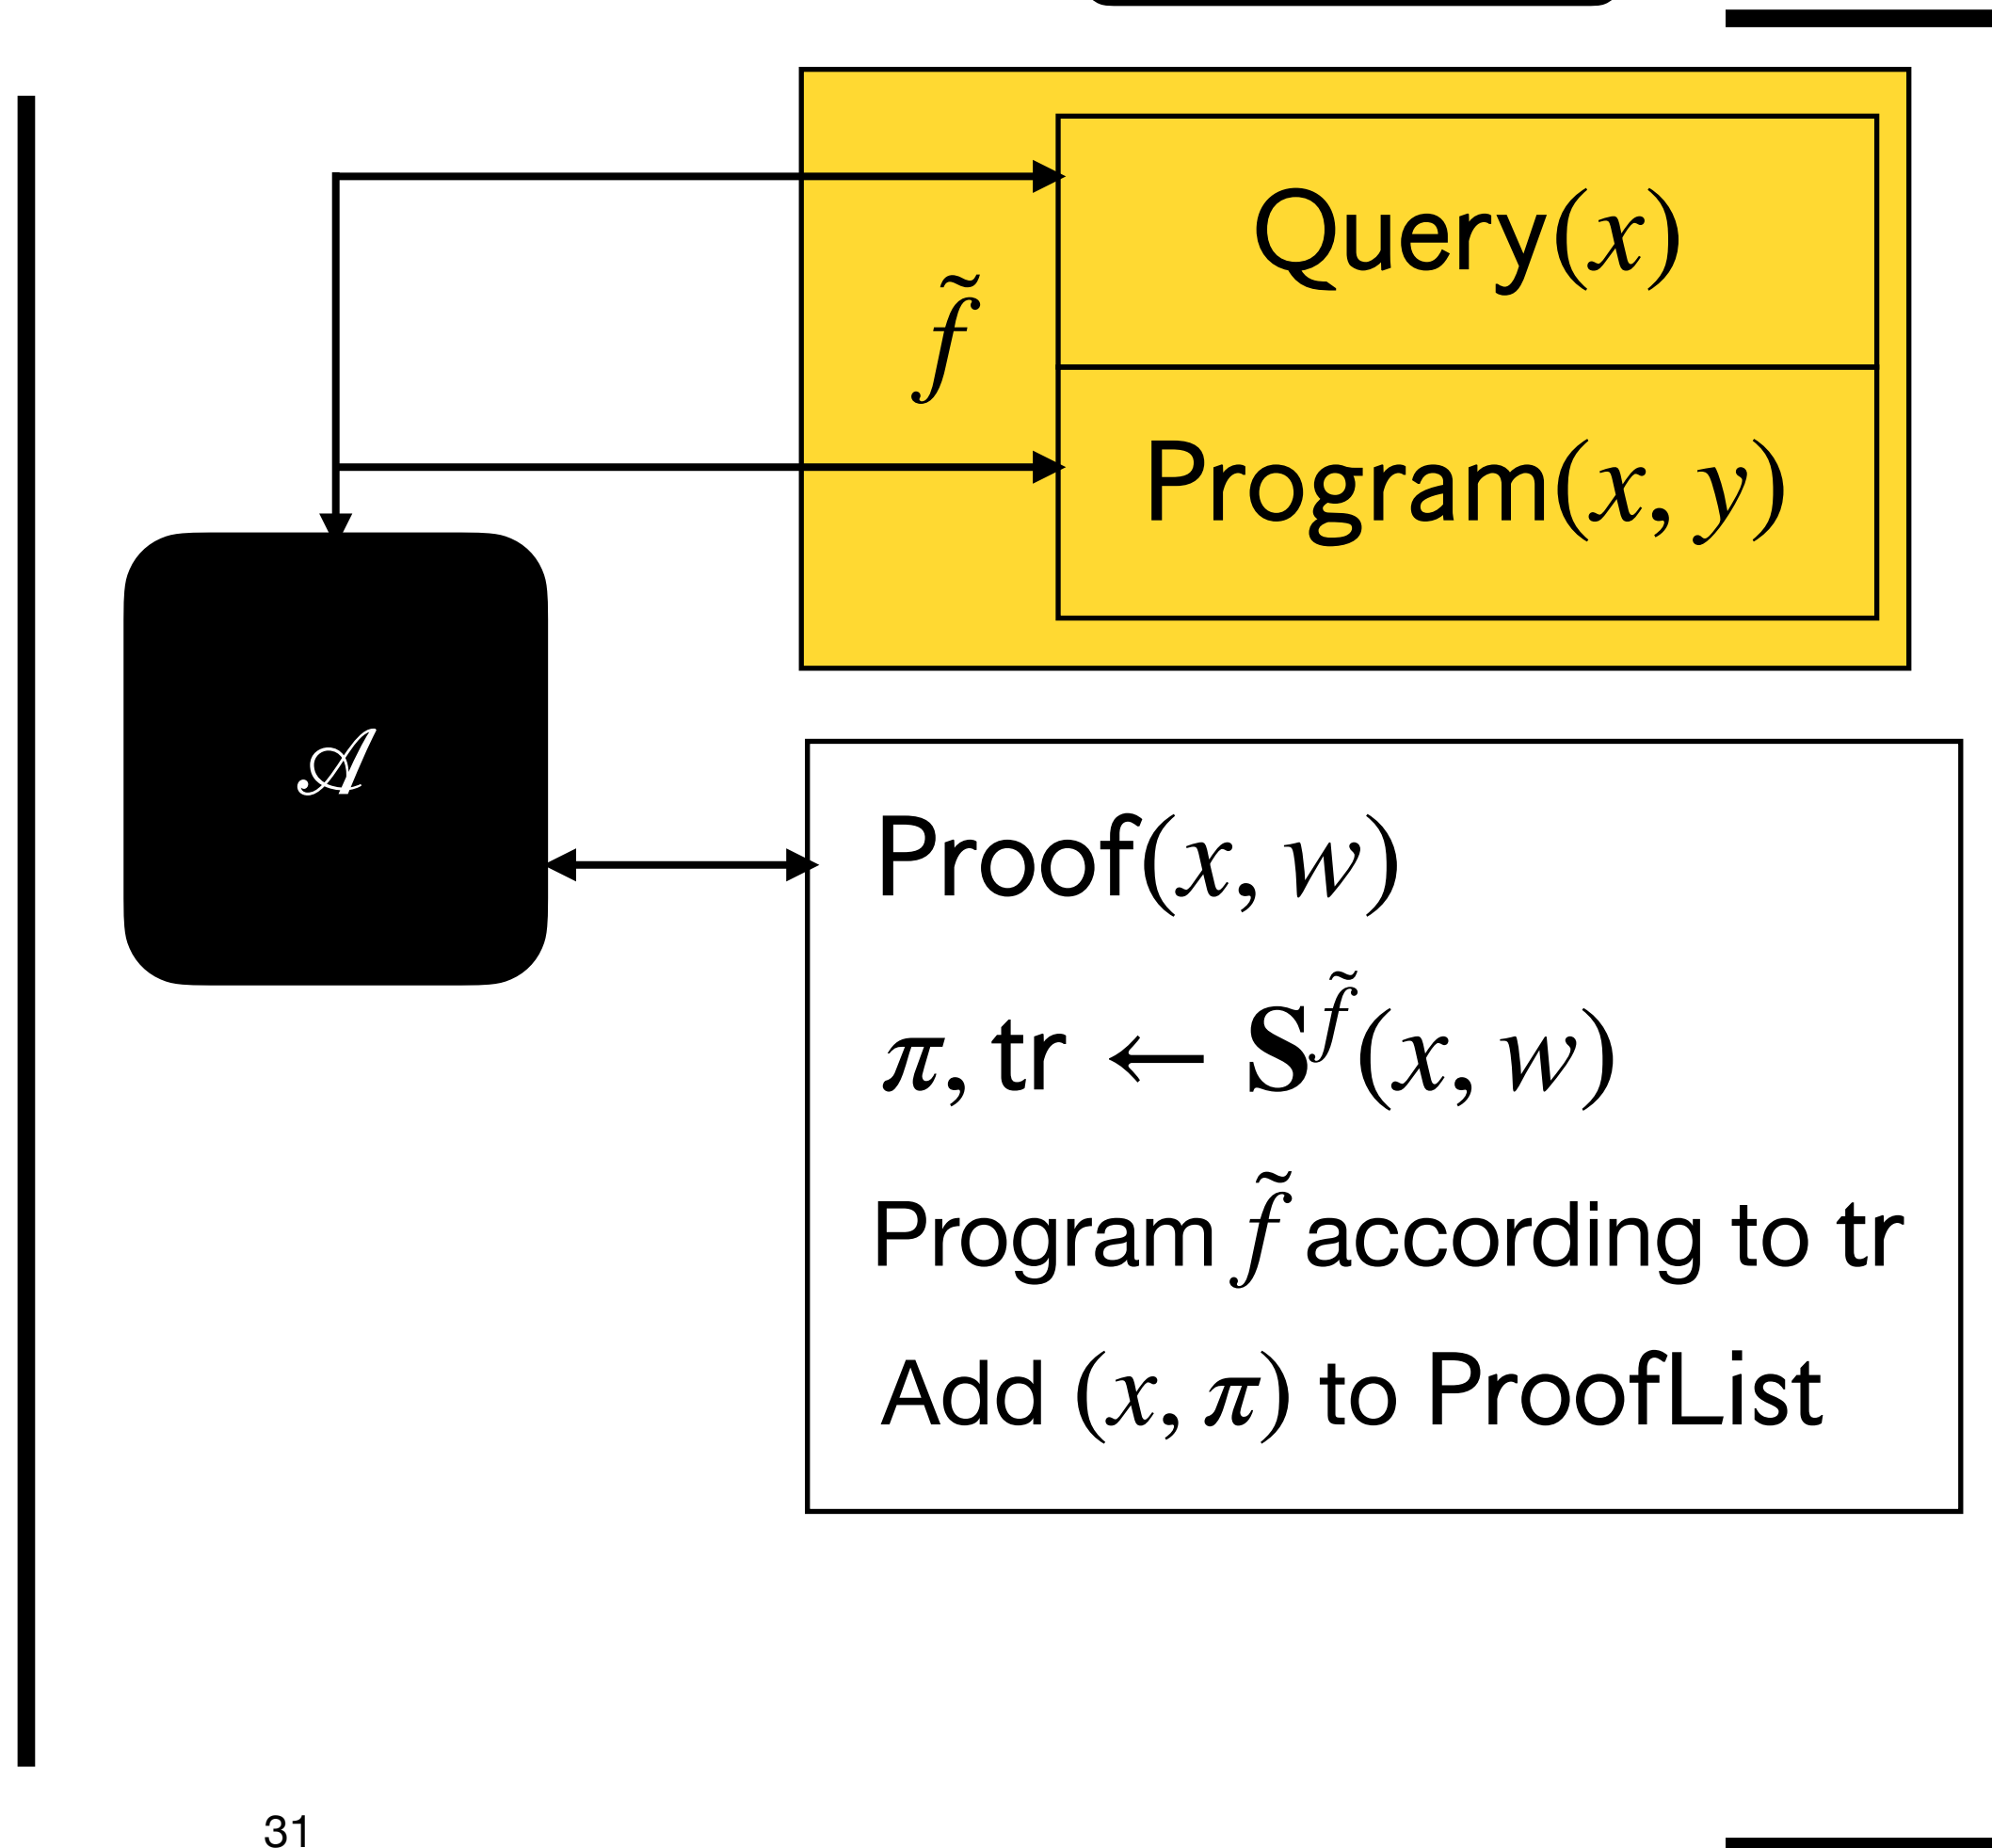 Query(x)
f̃
Program(x, y)
𝒜
Proof(x, w)
π, tr ← S^f̃(x, w)
Program f̃ according to tr
Add (x, π) to ProofList
31